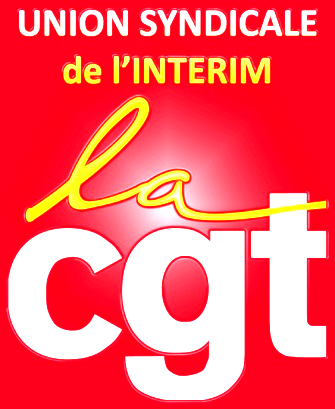 UNION SYNDICALE
de l’INTERIM
la
cgt